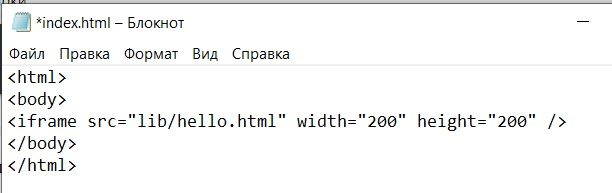 *index.html – Блокнот
Файл Правка Формат Вид Справка
<html>
<body>
<iframe src="lib/hello.html" width="200" height="200" />
</body>
</html>